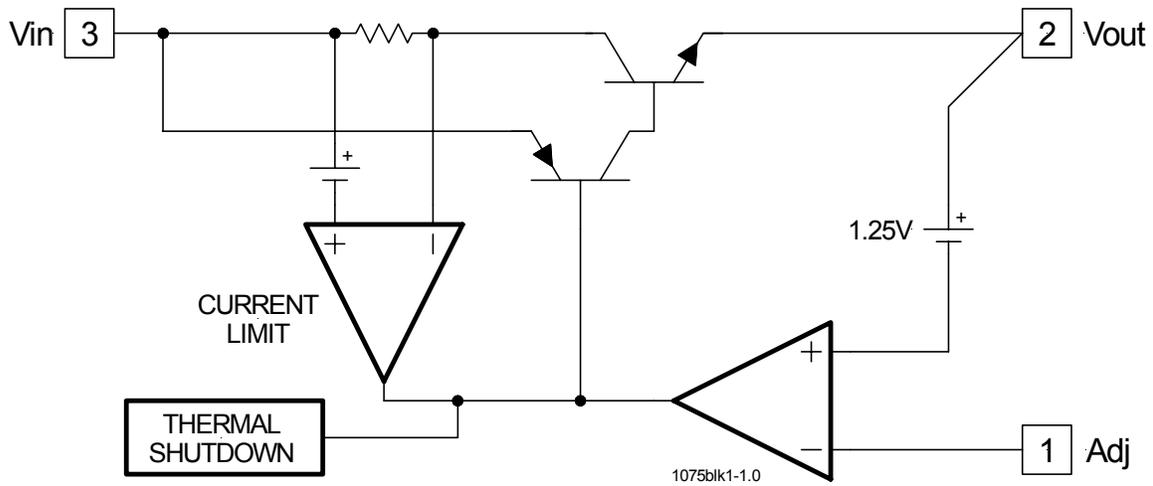 Vin 3
2 Vout
+
+ −
1.25V +
CURRENT
LIMIT
+
THERMAL
SHUTDOWN
−
1 Adj
1075blk1-1.0